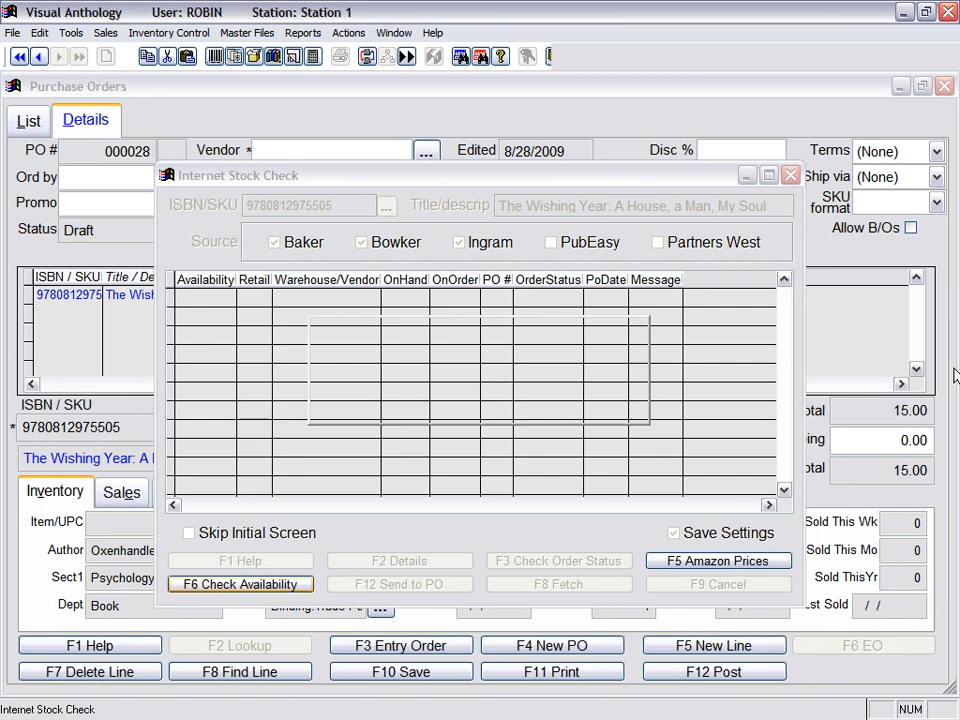 Visual Anthology User: ROBIN Station: Station 1
File Edit Tools Sales Inventory Control Master Files Reports Actions Window Help
Purchase Orders
List Details
PO # 000028 Vendor * ... Edited 8/28/2009 Disc % Terms (None)
Ord by Ship via (None)
Promo SKU format
Status Draft Allow B/Os
Internet Stock Check
ISBN/SKU 9780812975505 ... Title/descrip The Wishing Year: A House, a Man, My Soul
Source Baker Bowker Ingram PubEasy Partners West
ISBN / SKU Title / De
9780812975 The Wish
Availability Retail Warehouse/Vendor OnHand OnOrder PO # OrderStatus PoDate Message
ISBN / SKU
* 9780812975505
The Wishing Year: A
otal 15.00
ing 0.00
otal 15.00
Skip Initial Screen Save Settings
F1 Help F2 Details F3 Check Order Status F5 Amazon Prices
F6 Check Availability F12 Send to PO F8 Fetch F9 Cancel
Inventory Sales
Item/UPC Sold This Wk 0
Author Oxenhandle Sold This Mo 0
Sect1 Psychology Sold ThisYr 0
Dept Book ... Lst Sold / /
F1 Help F2 Lookup F3 Entry Order F4 New PO F5 New Line F6 EO
F7 Delete Line F8 Find Line F10 Save F11 Print F12 Post
Internet Stock Check NUM